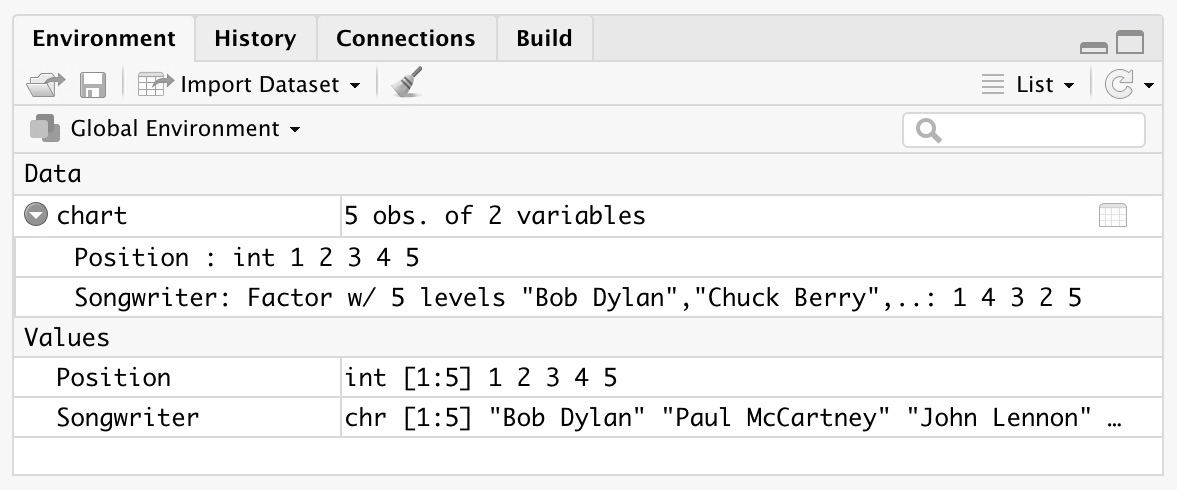 Environment History Connections Build
Import Dataset List
Global Environment
Data
chart 5 obs. of 2 variables
Position : int 1 2 3 4 5
Songwriter: Factor w/ 5 levels "Bob Dylan","Chuck Berry",..: 1 4 3 2 5
Values
Position int [1:5] 1 2 3 4 5
Songwriter chr [1:5] "Bob Dylan" "Paul McCartney" "John Lennon" …